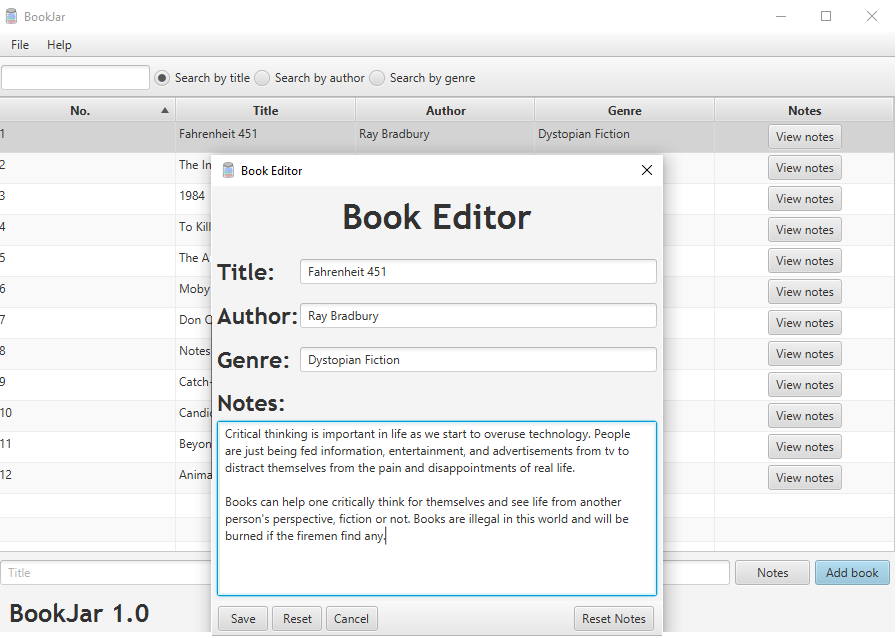 BookJar
File Help
Search by title Search by author Search by genre
No. Title Author Genre Notes
1 Fahrenheit 451 Ray Bradbury Dystopian Fiction View notes
2 The In View notes
3 1984 View notes
4 To Kill View notes
5 The A View notes
6 Moby View notes
7 Don View notes
8 Notes View notes
9 Catch- View notes
10 Candid View notes
11 Beyon View notes
12 Anima View notes
Book Editor
Book Editor
Title: Fahrenheit 451
Author: Ray Bradbury
Genre: Dystopian Fiction
Notes:
Critical thinking is important in life as we start to overuse technology. People
are just being fed information, entertainment, and advertisements from tv to
distract themselves from the pain and disappointments of real life.
Books can help one critically think for themselves and see life from another
person's perspective, fiction or not. Books are illegal in this world and will be
burned if the firemen find any.
Save Reset Cancel Reset Notes
Title Notes Add book
BookJar 1.0